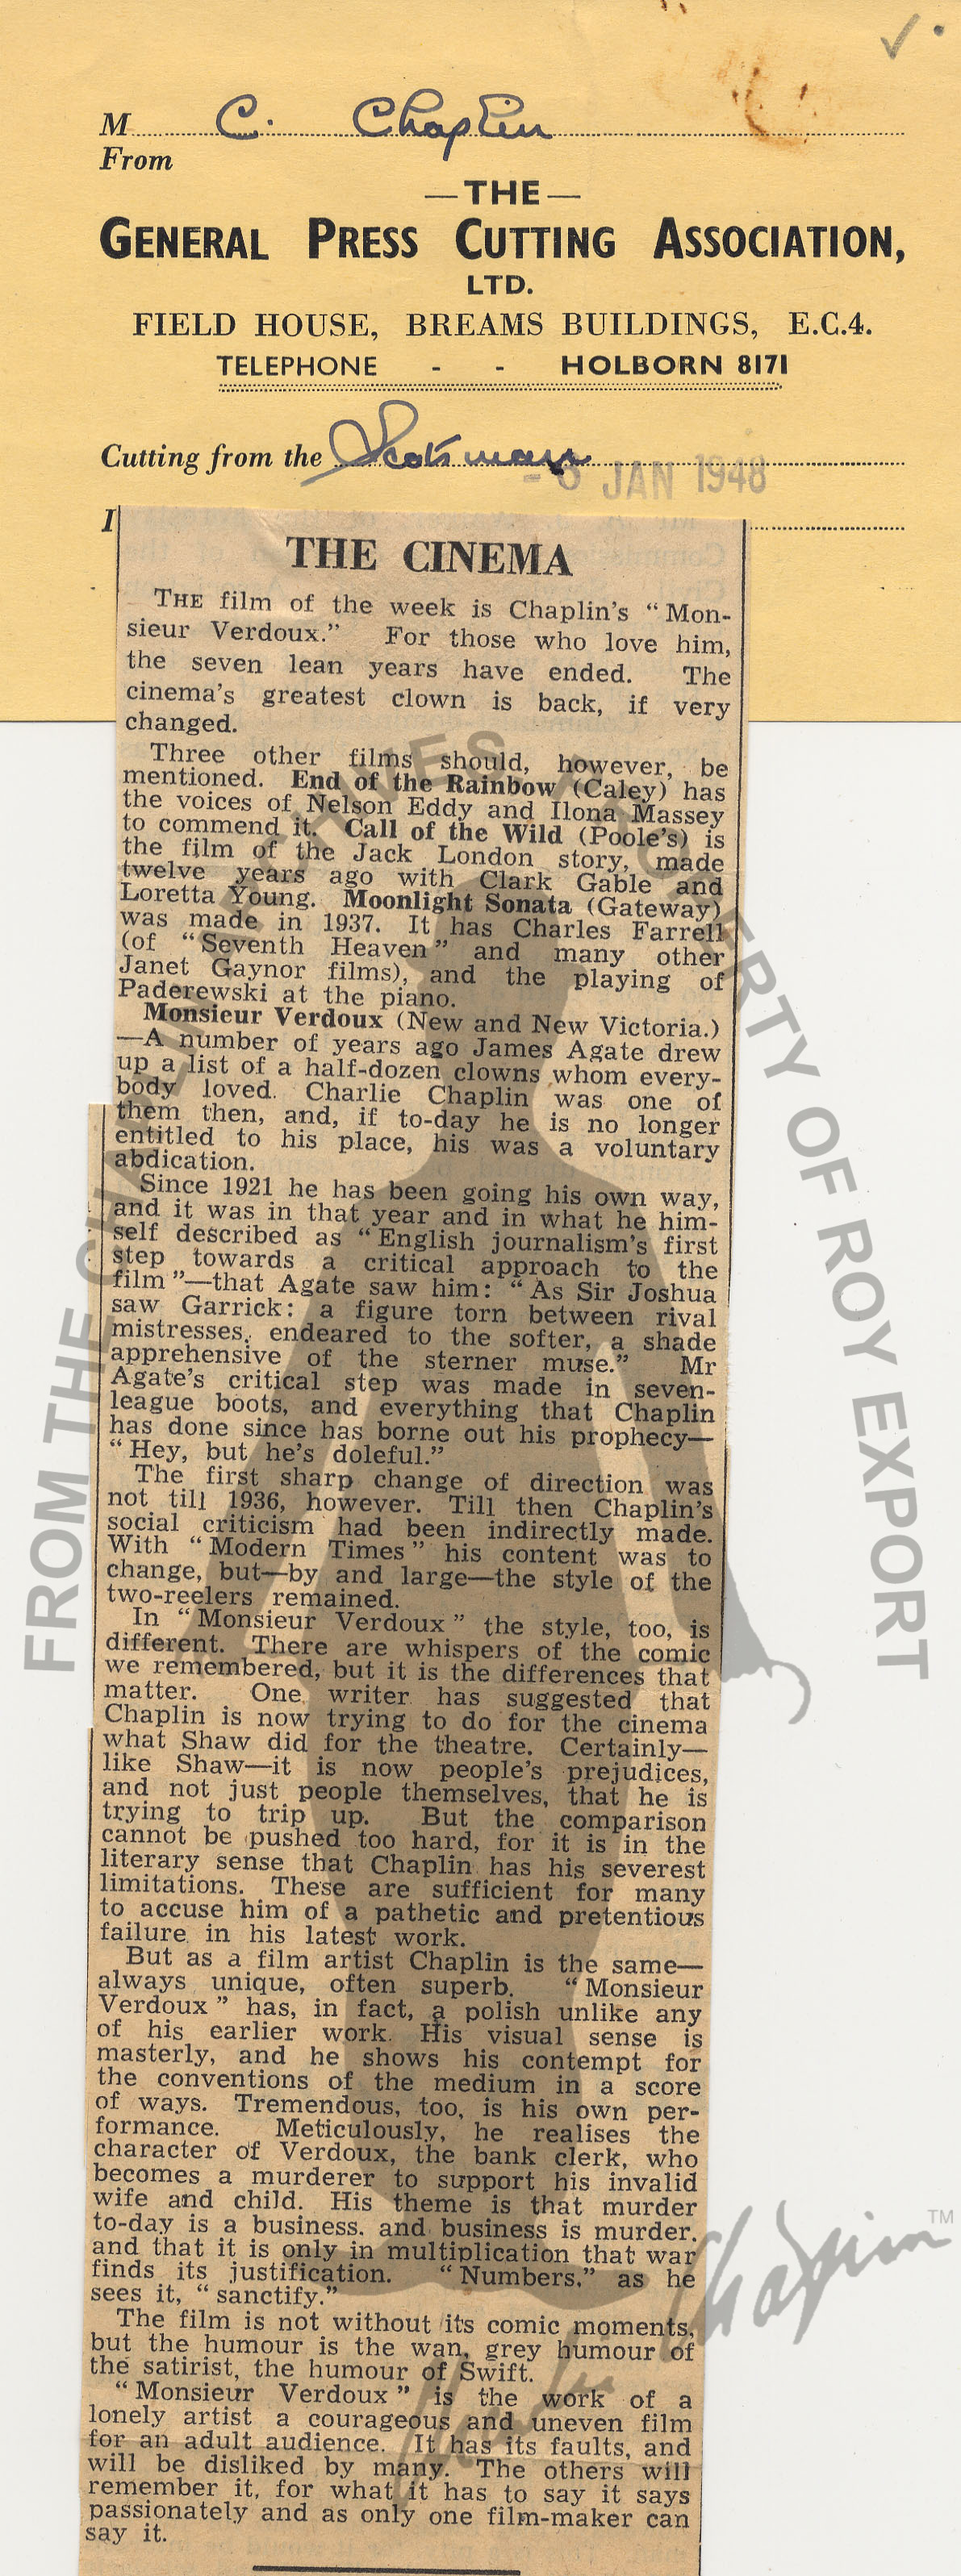 M C. Chaplin
From
—THE—
GENERAL PRESS CUTTING ASSOCIATION,
LTD.
FIELD HOUSE, BREAMS BUILDINGS, E.C.4.
TELEPHONE - - HOLBORN 8171
Cutting from the Scotsman
JAN 1948
I
THE CINEMA
THE film of the week is Chaplin's "Mon-
sieur Verdoux." For those who love him,
the seven lean years have ended. The
cinema's greatest clown is back, if very
changed.
Three other films should, however, be
mentioned. End of the Rainbow (Caley) has
the voices of Nelson Eddy and Ilona Massey
to commend it. Call of the Wild (Poole's) is
the film of the Jack London story, made
twelve years ago with Clark Gable and
Loretta Young. Moonlight Sonata (Gateway)
was made in 1937. It has Charles Farrell
(of "Seventh Heaven" and many other
Janet Gaynor films), and the playing of
Paderewski at the piano.
Monsieur Verdoux (New and New Victoria.)
—A number of years ago James Agate drew
up a list of a half-dozen clowns whom every-
body loved. Charlie Chaplin was one of
them then, and, if to-day he is no longer
entitled to his place, his was a voluntary
abdication.
Since 1921 he has been going his own way,
and it was in that year and in what he him-
self described as "English journalism's first
step towards a critical approach to the
film"—that Agate saw him: "As Sir Joshua
saw Garrick: a figure torn between rival
mistresses, endeared to the softer, a shade
apprehensive of the sterner muse." Mr
Agate's critical step was made in seven-
league boots, and everything that Chaplin
has done since has borne out his prophecy—
"Hey, but he's doleful."
The first sharp change of direction was
not till 1936, however. Till then Chaplin's
social criticism had been indirectly made.
With "Modern Times" his content was to
change, but—by and large—the style of the
two-reelers remained.
In "Monsieur Verdoux" the style, too, is
different. There are whispers of the comic
we remembered, but it is the differences that
matter. One writer has suggested that
Chaplin is now trying to do for the cinema
what Shaw did for the theatre. Certainly—
like Shaw—it is now people's prejudices,
and not just people themselves, that he is
trying to trip up. But the comparison
cannot be pushed too hard, for it is in the
literary sense that Chaplin has his severest
limitations. These are sufficient for many
to accuse him of a pathetic and pretentious
failure in his latest work.
But as a film artist Chaplin is the same—
always unique, often superb. "Monsieur
Verdoux" has, in fact, a polish unlike any
of his earlier work. His visual sense is
masterly, and he shows his contempt for
the conventions of the medium in a score
of ways. Tremendous, too, is his own per-
formance. Meticulously, he realises the
character of Verdoux, the bank clerk, who
becomes a murderer to support his invalid
wife and child. His theme is that murder
to-day is a business. and business is murder.
and that it is only in multiplication that war
finds its justification. "Numbers," as he
sees it, "sanctify."
The film is not without its comic moments,
but the humour is the wan, grey humour of
the satirist, the humour of Swift.
"Monsieur Verdoux" is the work of a
lonely artist a courageous and uneven film
for an adult audience. It has its faults, and
will be disliked by many. The others will
remember it, for what it has to say it says
passionately and as only one film-maker can
say it.
FROM THE CHAPLIN ARCHIVES. PROPERTY OF ROY EXPORT
Charlie Chaplin TM